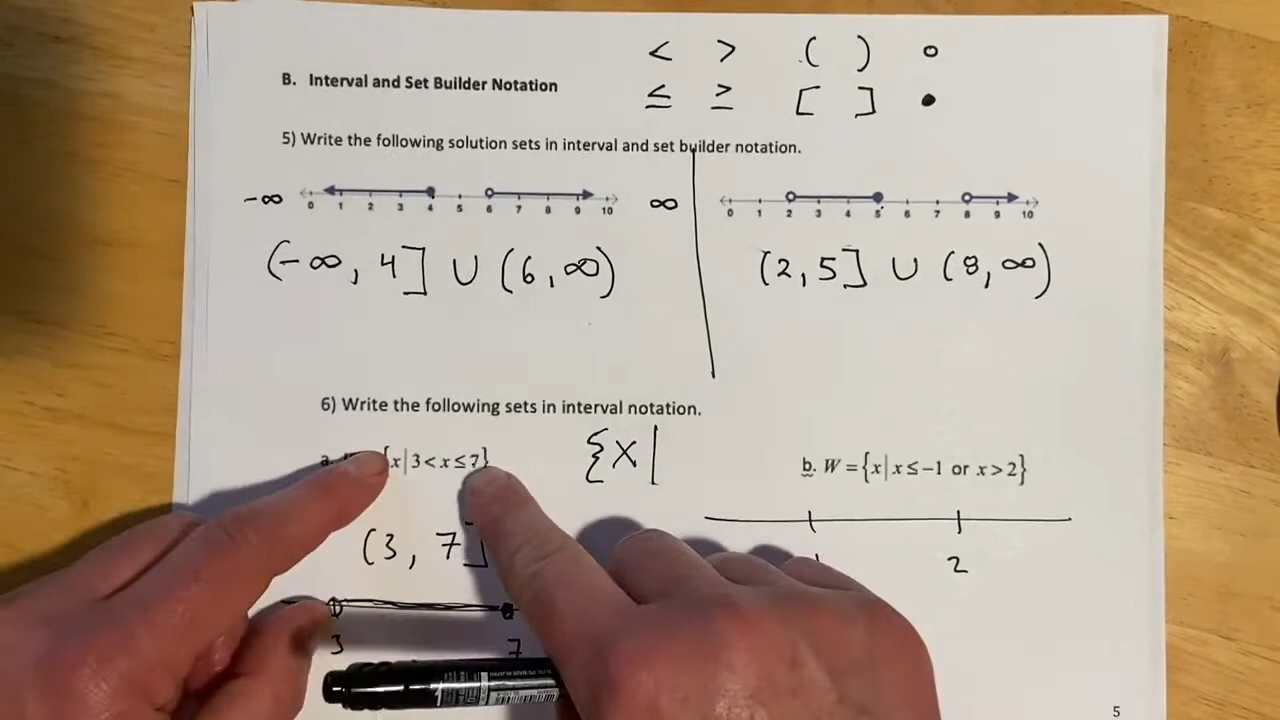 < > ( ) ○
B. Interval and Set Builder Notation
≤ ≥ [ ] ●
5) Write the following solution sets in interval and set builder notation.
-∞ 0 1 2 3 4 5 6 7 8 9 10 ∞
0 1 2 3 4 5 6 7 8 9 10
(-∞, 4] ∪ (6, ∞)
(2, 5] ∪ (8, ∞)
6) Write the following sets in interval notation.
a. {x|3<x≤7}
{x|
b. W={x|x≤-1 or x>2}
(3, 7]
2
3 7
5